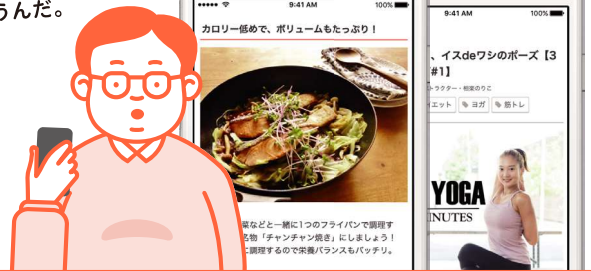 うんだ。
9:41 AM
100%
カロリー低めで、ボリュームもたっぷり！
菜などと一緒に1つのフライパンで調理す
名物「チャンチャン焼き」にしましょう！
に調理するので栄養バランスもバッチリ。
9:41 AM
100%
、イスdeワシのポーズ【3
#1】
トラクター・相楽のりこ
イエット
ヨガ
筋トレ
YOGA
INUTES